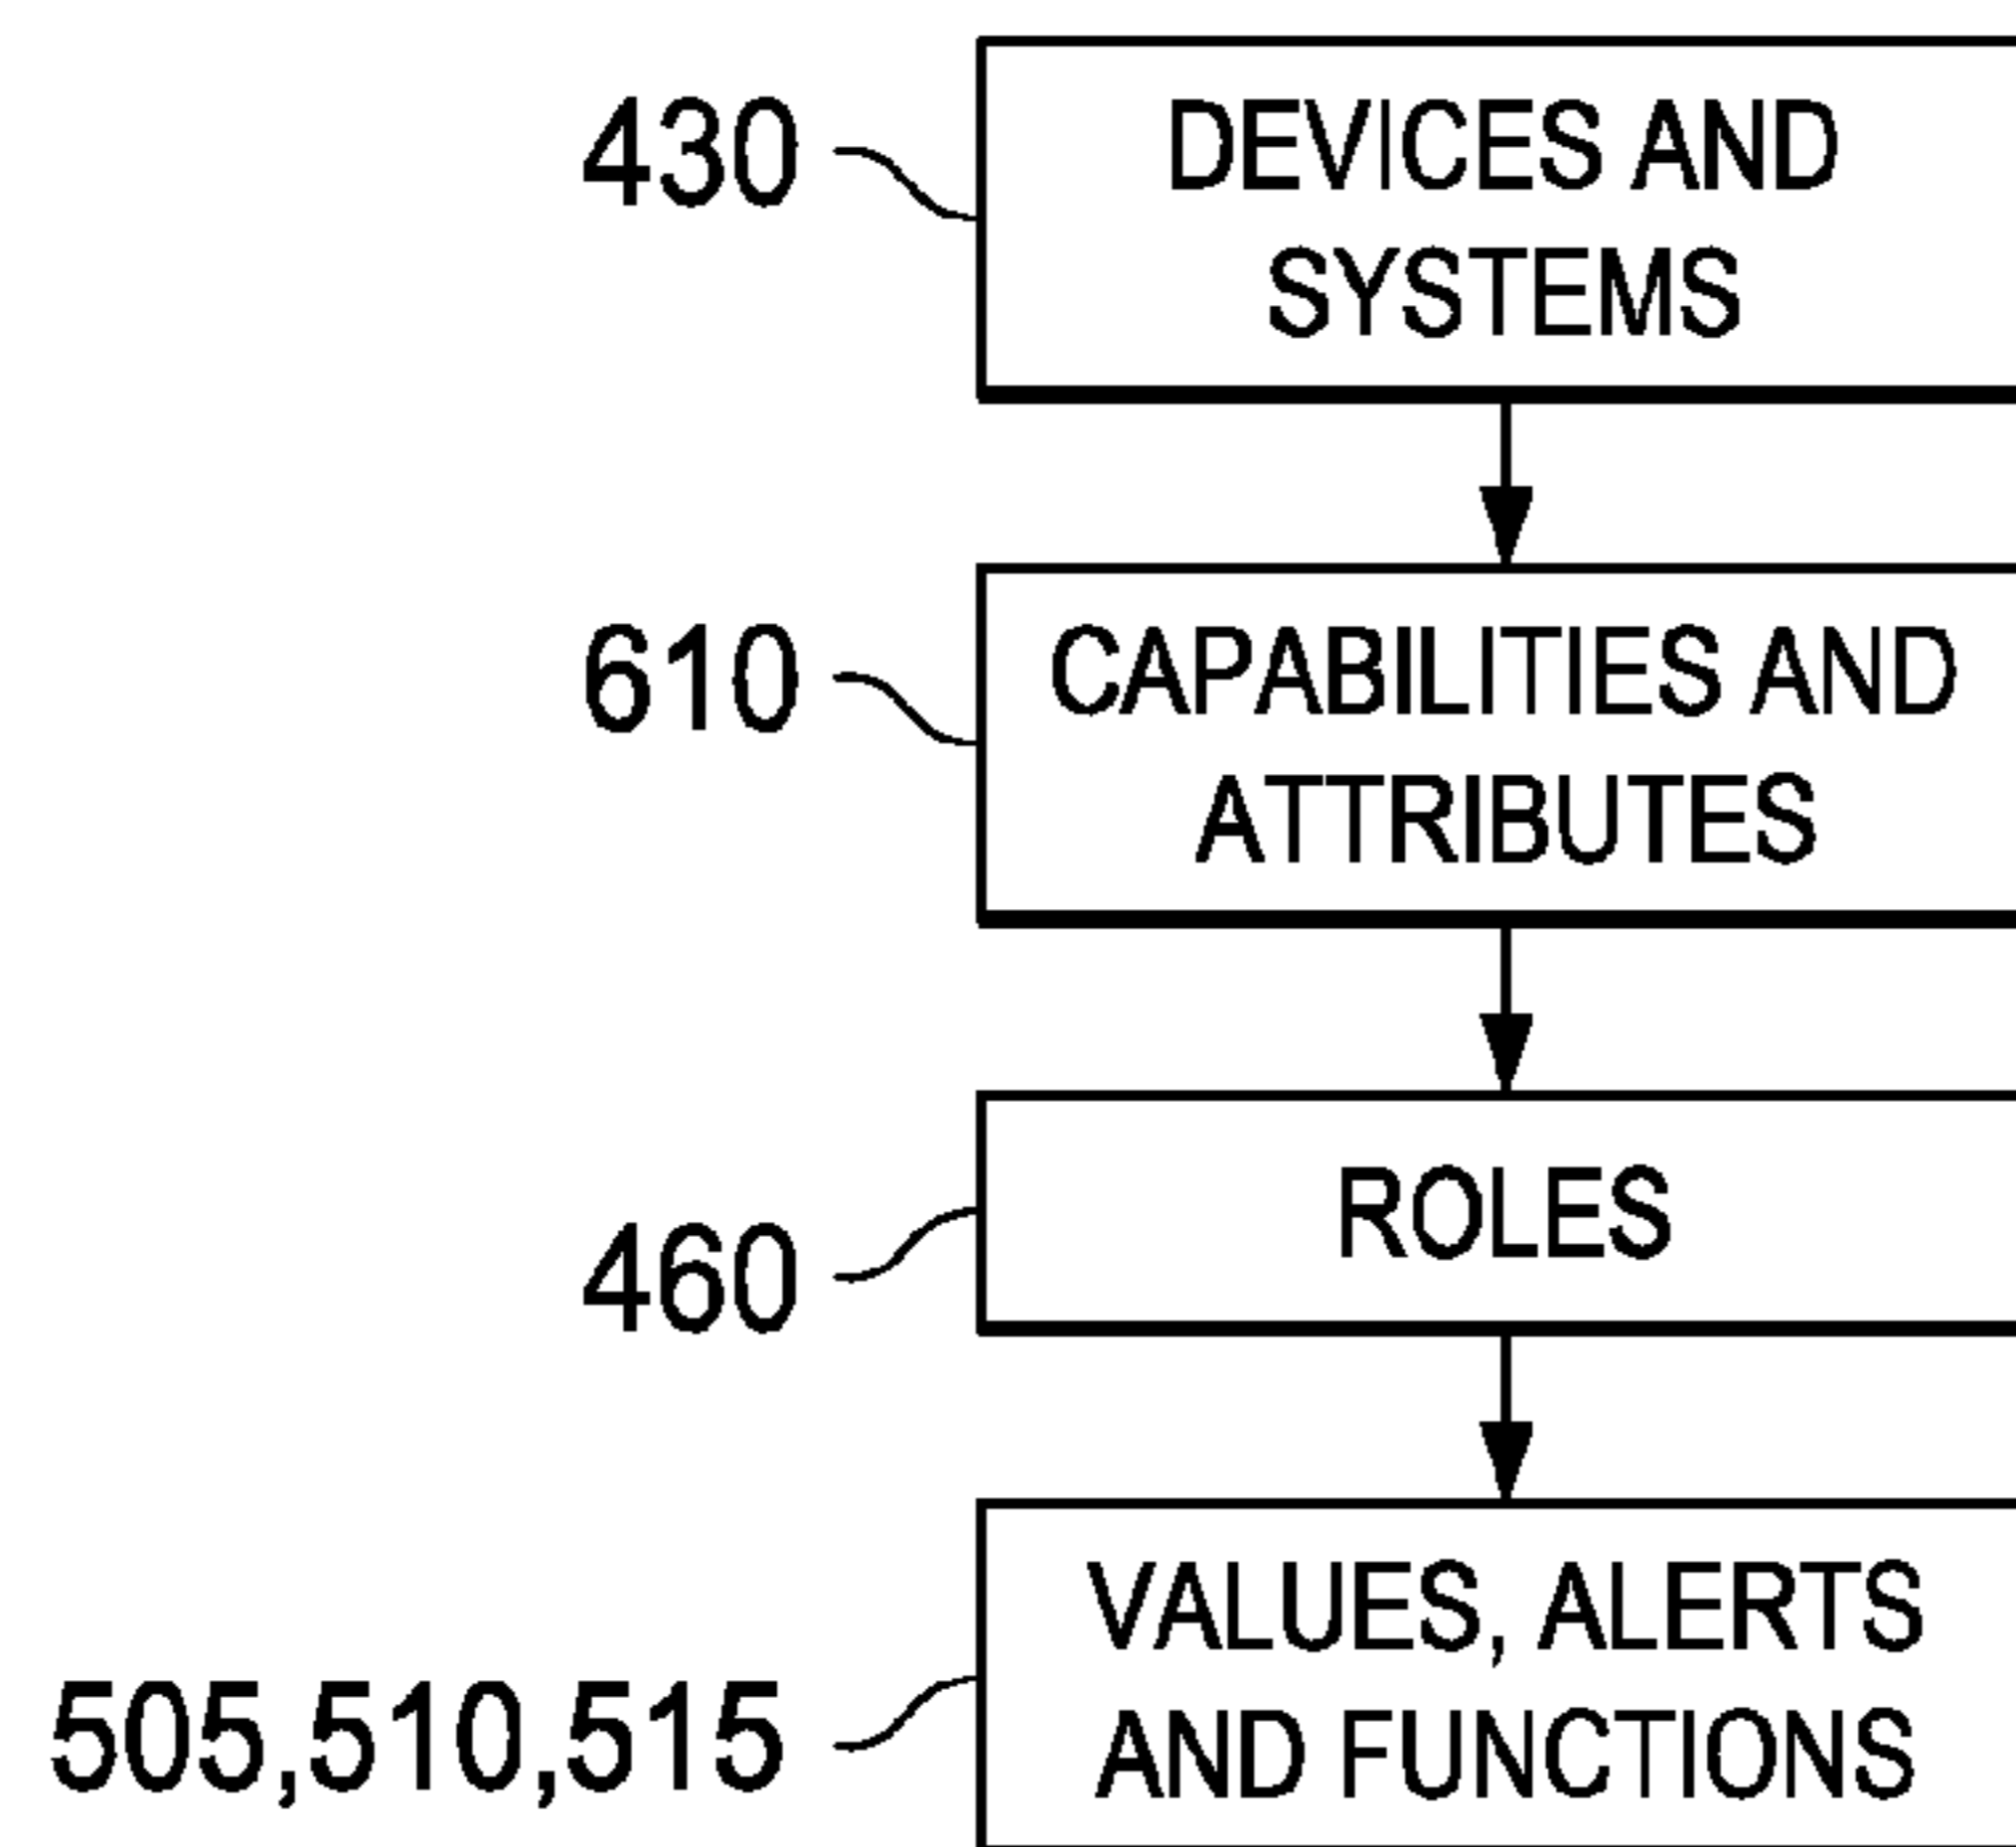 430
DEVICES AND
SYSTEMS
610
CAPABILITIES AND
ATTRIBUTES
460
ROLES
505,510,515
VALUES, ALERTS
AND FUNCTIONS